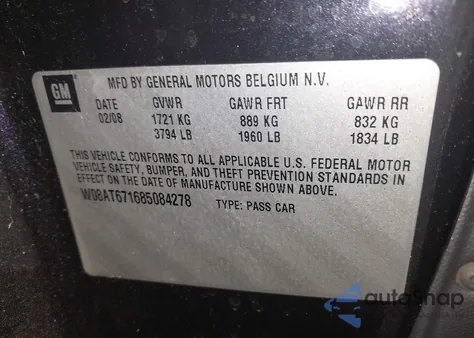 GM
MFD BY GENERAL MOTORS BELGIUM N.V.
DATE GVWR GAWR FRT GAWR RR
02/08 1721 KG 889 KG 832 KG
3794 LB 1960 LB 1834 LB
THIS VEHICLE CONFORMS TO ALL APPLICABLE U.S. FEDERAL MOTOR
VEHICLE SAFETY, BUMPER, AND THEFT PREVENTION STANDARDS IN
EFFECT ON THE DATE OF MANUFACTURE SHOWN ABOVE.
W08AT671685084278 TYPE: PASS CAR
autoSnap